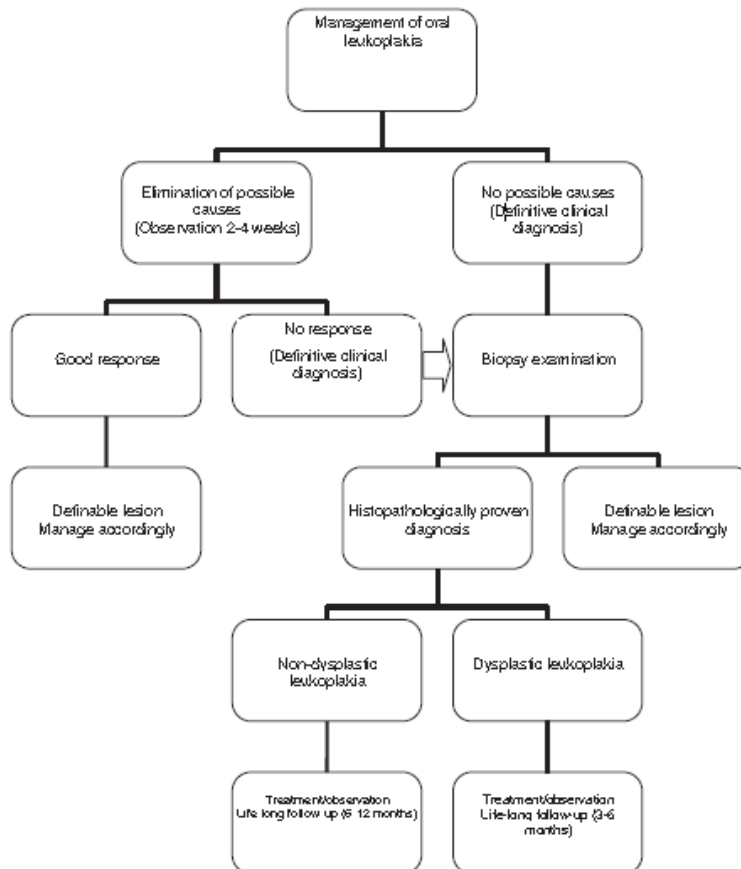 Management of oral
leukoplakia
Elimination of possible
causes
(Observation 2-4 weeks)
No possible causes
(Definitive clinical
diagnosis)
Good response
No response
(Definitive clinical
diagnosis)
Biopsy examination
Definable lesion
Manage accordingly
Histopathologically proven
diagnosis
Definable lesion
Manage accordingly
Non-dysplastic
leukoplakia
Dysplastic leukoplakia
Treatment/observation
Life long follow up (6 12 months)
Treatment/observation
Life-long follow-up (3-6
months)